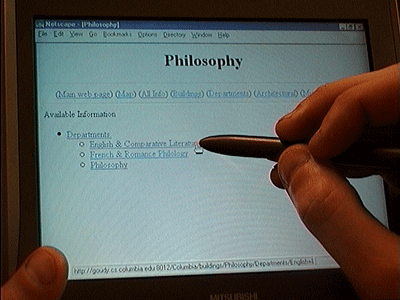 Netscape - [Philosophy]
File Edit View Go Bookmarks Options Directory Window Help
Philosophy
(Main web page) (Map) (All Info) (Buildings) (Departments) (Architectural) (M
Available Information
Departments:
English & Comparative Literature
French & Romance Philology
Philosophy
http://goudy.cs.columbia.edu:8012/Columbia/buildings/Philosophy/Departments/English&
MITSUBISHI